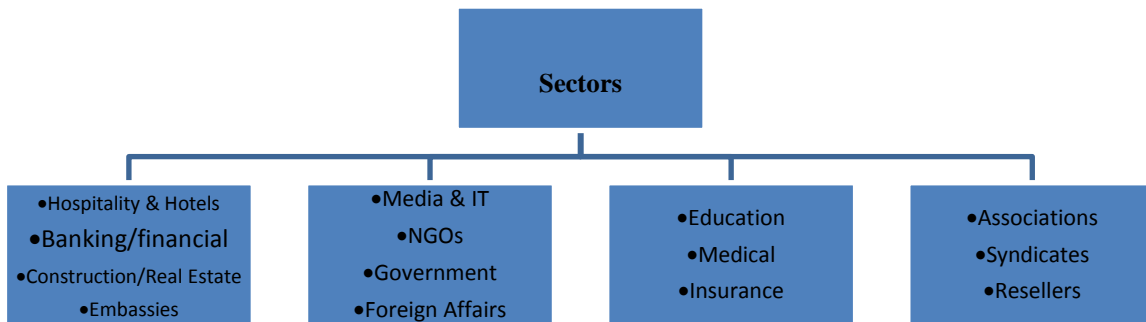 Sectors
•Hospitality & Hotels
•Banking/financial
•Construction/Real Estate
•Embassies
•Media & IT
•NGOs
•Government
•Foreign Affairs
•Education
•Medical
•Insurance
•Associations
•Syndicates
•Resellers